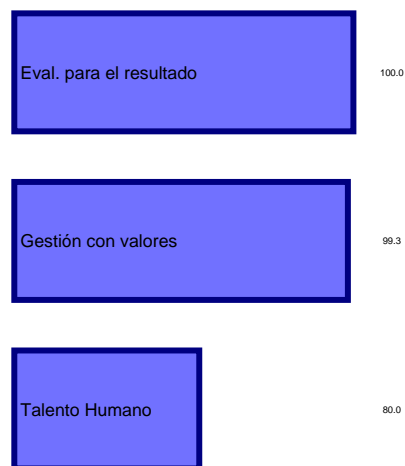 Eval. para el resultado 100.0
Gestión con valores 99.3
Talento Humano 80.0